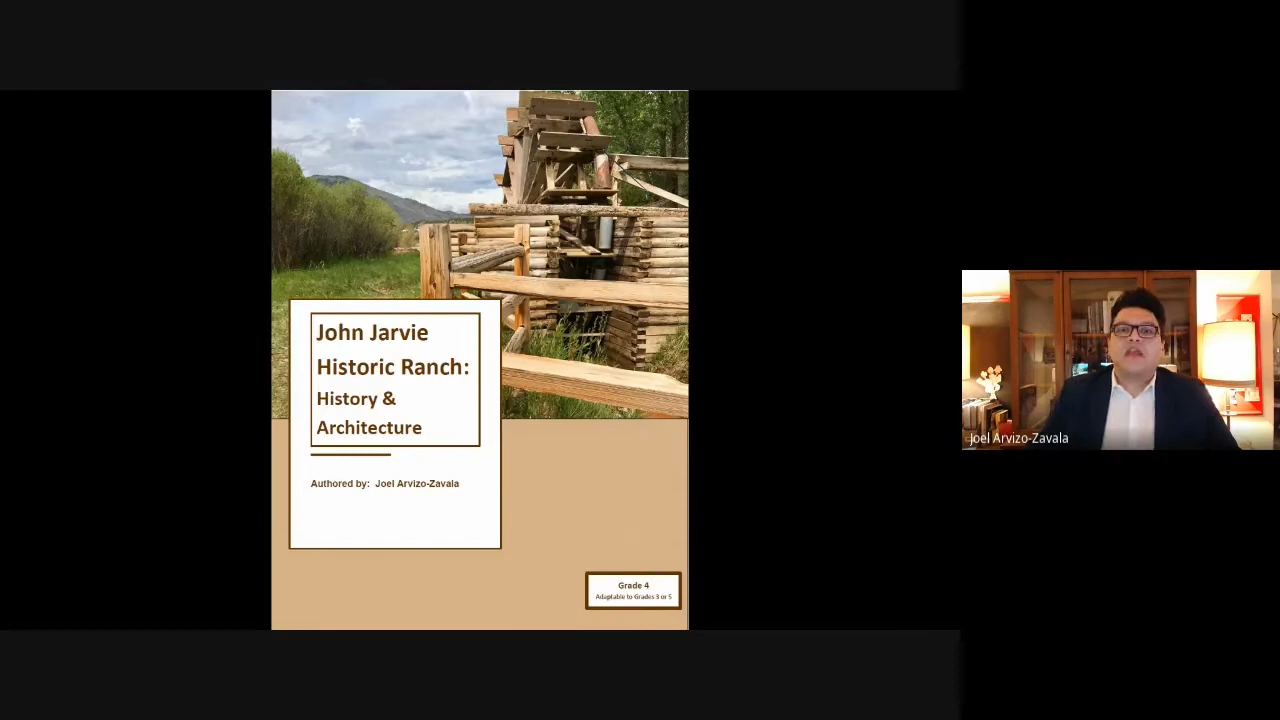 John Jarvie
Historic Ranch:
History &
Architecture
Authored by: Joel Arvizo-Zavala
Grade 4
Adaptable to Grades 3 or 5
Joel Arvizo-Zavala